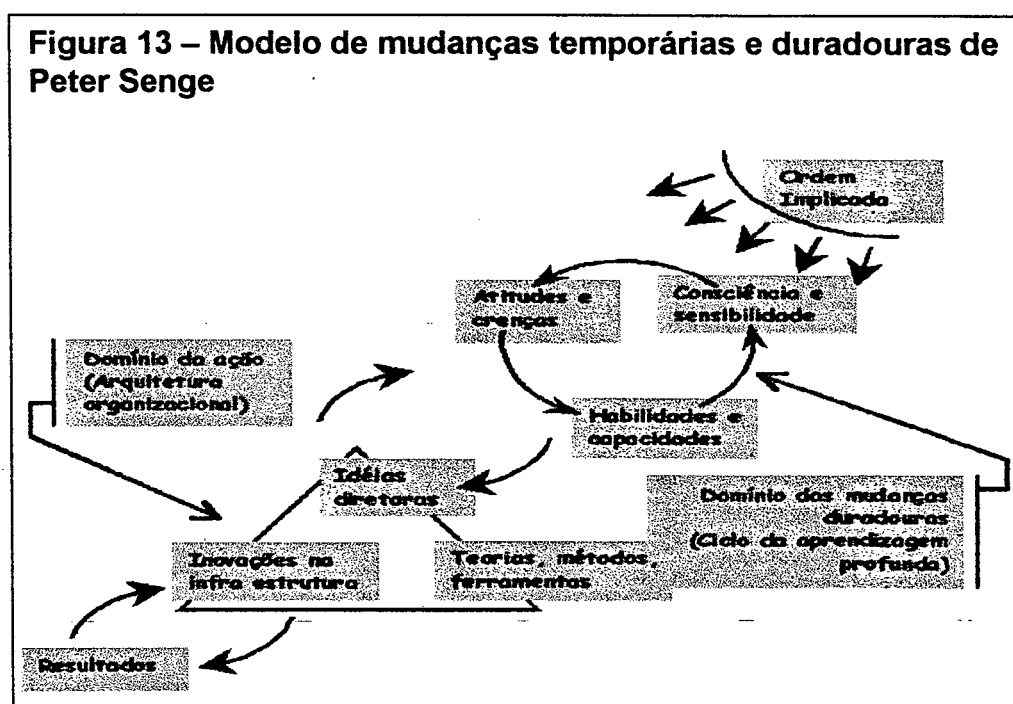 Figura 13 – Modelo de mudanças temporárias e duradouras de
Peter Senge
Ordem
Implicada
Atitudes e
crenças
Consciência e
sensibilidade
Domínio da ação
(Arquitetura
organizacional)
Habilidades e
capacidades
Idéias
diretoras
Domínio das mudanças
duradouras
(Ciclo da aprendizagem
profunda)
Inovações na
infra estrutura
Teorias, métodos,
ferramentas
Resultados